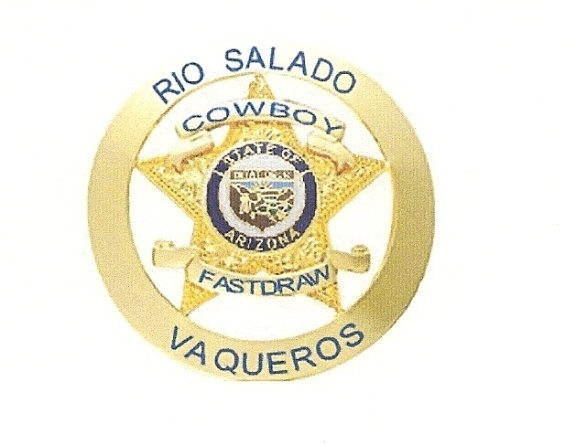 RIO SALADO
COWBOY
STATE OF
ARIZONA
FASTDRAW
VAQUEROS